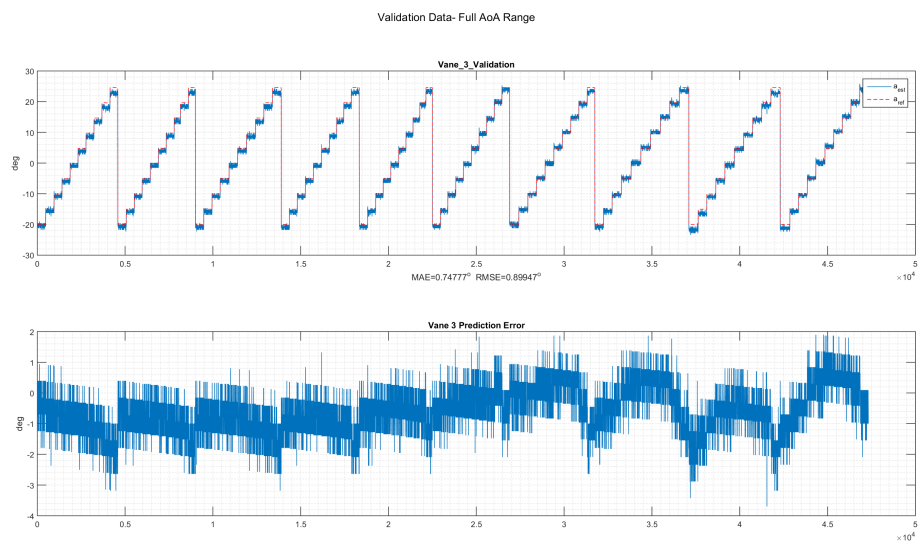 Validation Data- Full AoA Range
Vane_3_Validation
30
20
10
0
-10
-20
-30
deg
a_est
a_ref
0 0.5 1 1.5 2 2.5 3 3.5 4 4.5 5
×10^4
MAE=0.74777° RMSE=0.89947°
Vane 3 Prediction Error
2
1
0
-1
-2
-3
-4
deg
0 0.5 1 1.5 2 2.5 3 3.5 4 4.5 5
×10^4